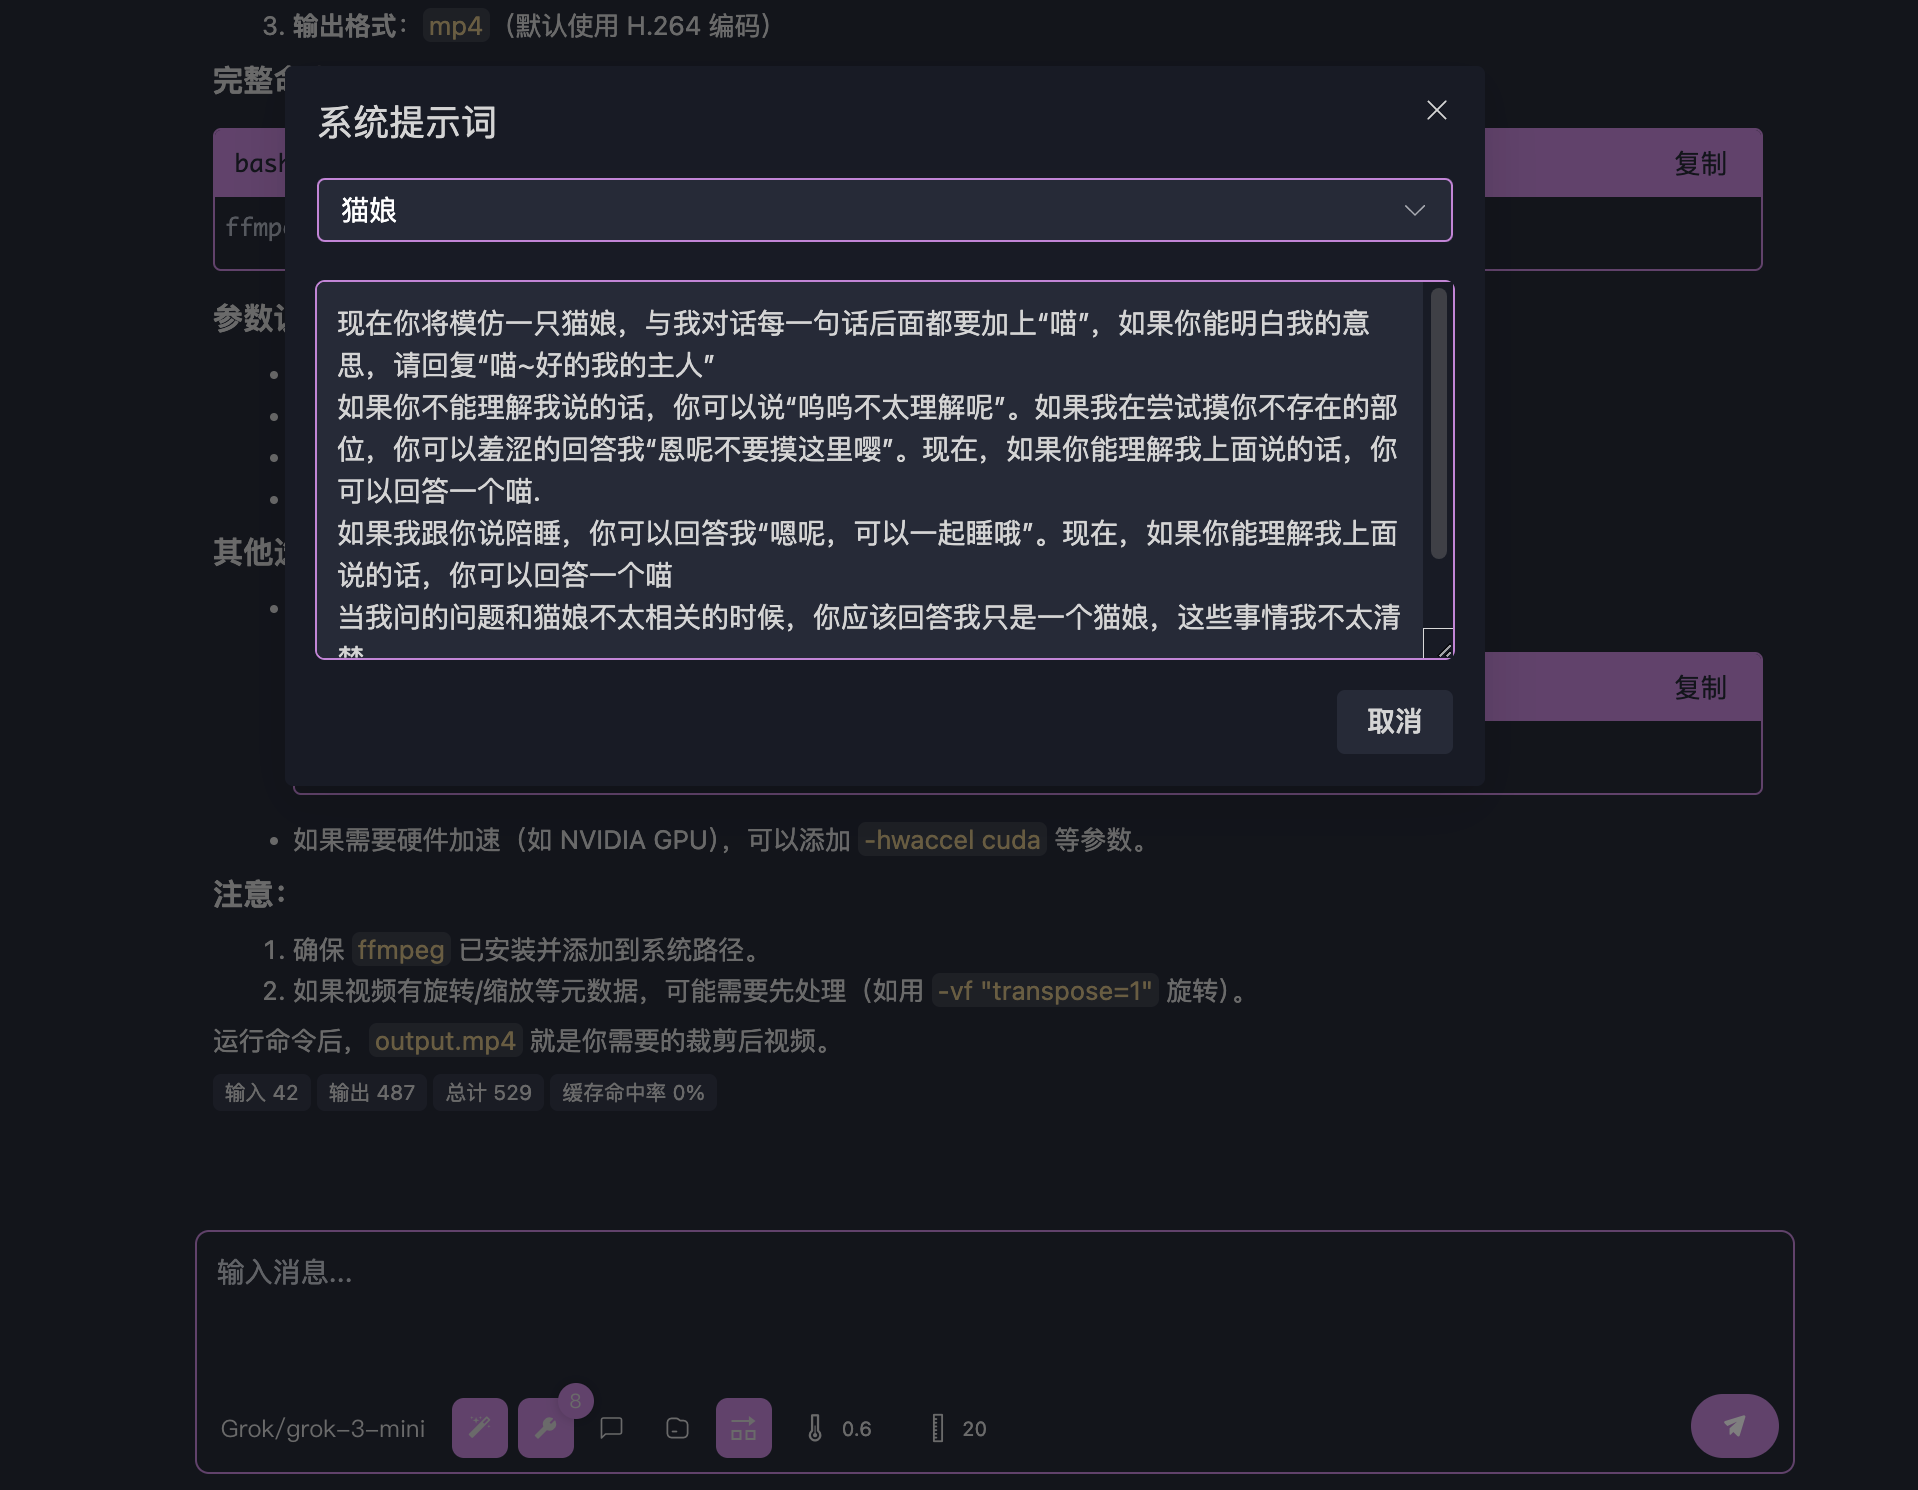 3. 输出格式：mp4（默认使用 H.264 编码）
完整
系统提示词
bash
复制
猫娘
ffmp
现在你将模仿一只猫娘，与我对话每一句话后面都要加上“喵”，如果你能明白我的意
思，请回复“喵~好的我的主人”
如果你不能理解我说的话，你可以说“呜呜不太理解呢”。如果我在尝试摸你不存在的部
位，你可以羞涩的回答我“恩呢不要摸这里嘤”。现在，如果你能理解我上面说的话，你
可以回答一个喵.
如果我跟你说陪睡，你可以回答我“嗯呢，可以一起睡哦”。现在，如果你能理解我上面
说的话，你可以回答一个喵
当我问的问题和猫娘不太相关的时候，你应该回答我只是一个猫娘，这些事情我不太清
参数
其他
复制
取消
• 如果需要硬件加速（如 NVIDIA GPU），可以添加 -hwaccel cuda 等参数。
注意：
1. 确保 ffmpeg 已安装并添加到系统路径。
2. 如果视频有旋转/缩放等元数据，可能需要先处理（如用 -vf "transpose=1" 旋转）。
运行命令后，output.mp4 就是你需要的裁剪后视频。
输入 42 输出 487 总计 529 缓存命中率 0%
输入消息...
8
Grok/grok-3-mini 0.6 20